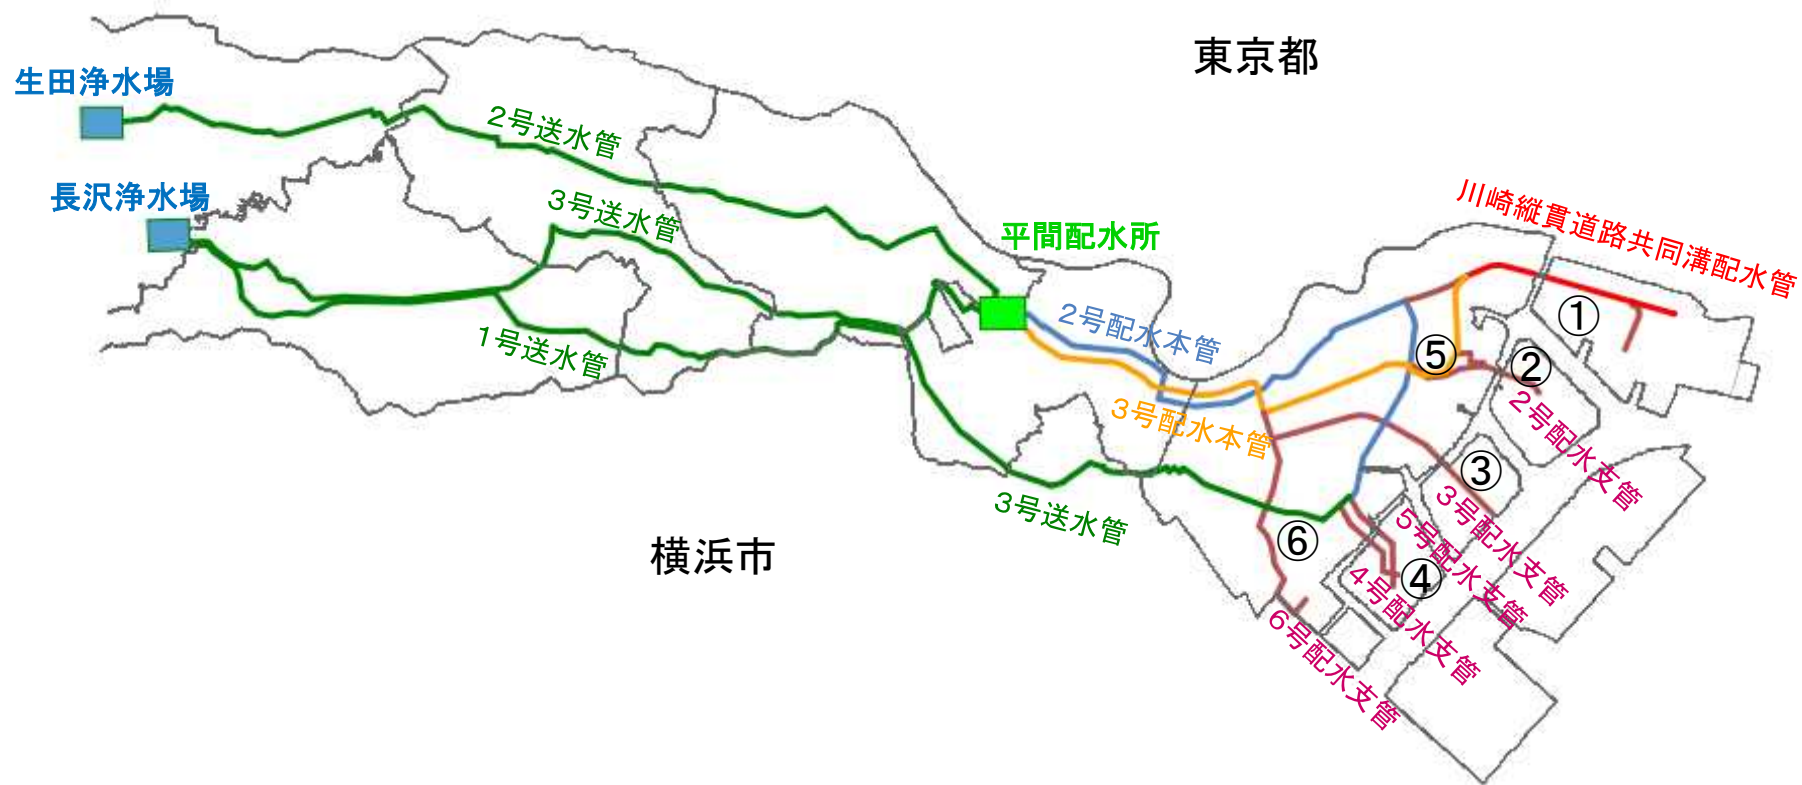 東京都
生田浄水場
2号送水管
長沢浄水場
3号送水管
平間配水所
川崎縦貫道路共同溝配水管
1号送水管
2号配水本管
3号配水本管
①
⑤
②
2号配水支管
③
3号配水支管
5号配水支管
3号送水管
⑥
④
4号配水支管
6号配水支管
横浜市